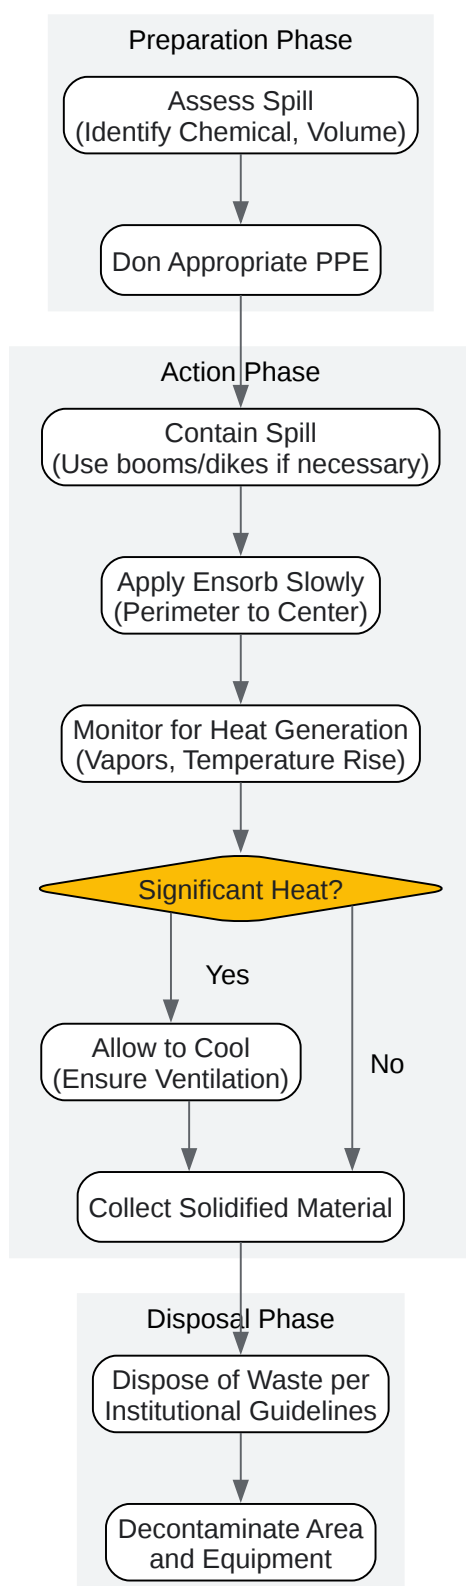 Preparation Phase
Assess Spill
(Identify Chemical, Volume)
Don Appropriate PPE
Action Phase
Contain Spill
(Use booms/dikes if necessary)
Apply Ensorb Slowly
(Perimeter to Center)
Monitor for Heat Generation
(Vapors, Temperature Rise)
Significant Heat?
Yes
Allow to Cool
(Ensure Ventilation)
No
Collect Solidified Material
Disposal Phase
Dispose of Waste per
Institutional Guidelines
Decontaminate Area
and Equipment